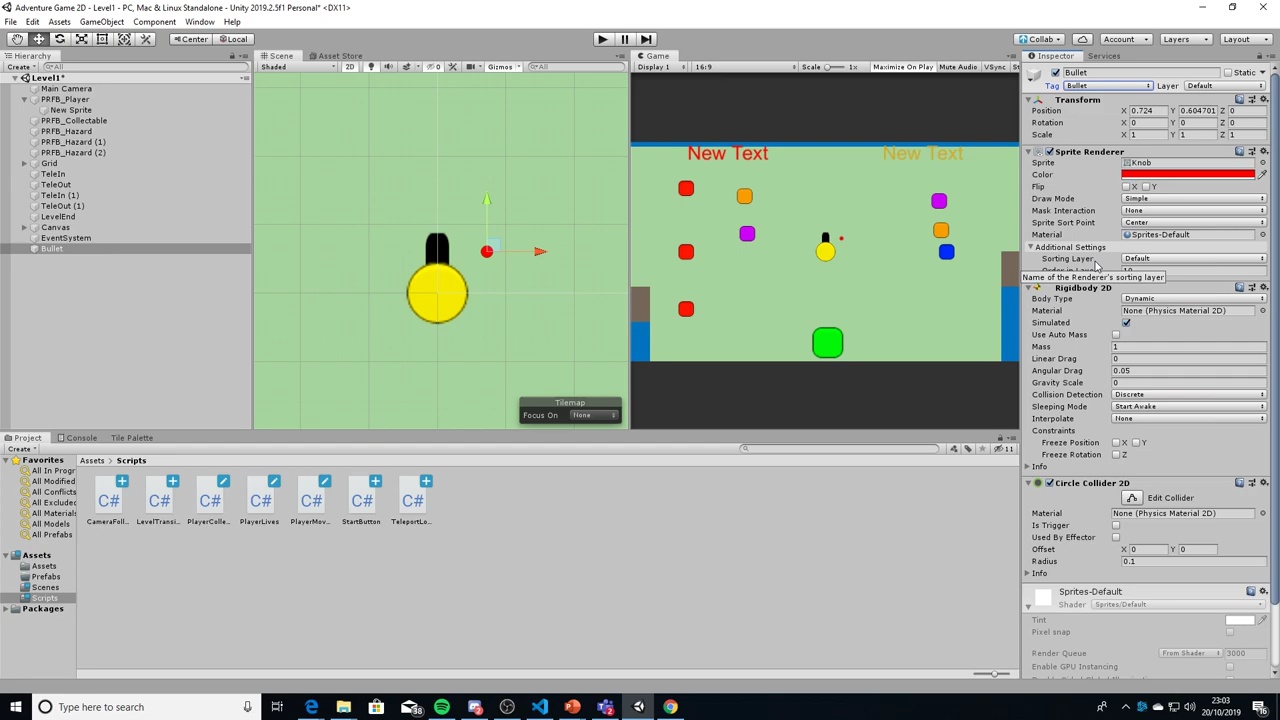 Adventure Game 2D - Level1 - PC, Mac & Linux Standalone - Unity 2019.2.5f1 Personal* <DX11>
File Edit Assets GameObject Component Window Help
Center Local Collab Account Layers Layout
Hierarchy
Create All
Level1*
Main Camera
PRFB_Player
New Sprite
PRFB_Collectable
PRFB_Hazard
PRFB_Hazard (1)
PRFB_Hazard (2)
Grid
TeleIn
TeleOut
TeleIn (1)
TeleOut (1)
LevelEnd
Canvas
EventSystem
Bullet
Scene Asset Store
Shaded 2D 0 Gizmos All
Tilemap
Focus On None
Game
Display 1 16:9 Scale 1x Maximize On Play Mute Audio VSync
New Text New Text
Inspector Services
Bullet Static
Tag Bullet Layer Default
Transform
Position X 0.724 Y 0.604701 Z 0
Rotation X 0 Y 0 Z 0
Scale X 1 Y 1 Z 1
Sprite Renderer
Sprite Knob
Color
Flip X Y
Draw Mode Simple
Mask Interaction None
Sprite Sort Point Center
Material Sprites-Default
Additional Settings
Sorting Layer Default
Name of the Renderer's sorting layer
Rigidbody 2D
Body Type Dynamic
Material None (Physics Material 2D)
Simulated
Use Auto Mass
Mass 1
Linear Drag 0
Angular Drag 0.05
Gravity Scale 0
Collision Detection Discrete
Sleeping Mode Start Awake
Interpolate None
Constraints
Freeze Position X Y
Freeze Rotation Z
Info
Circle Collider 2D
Edit Collider
Material None (Physics Material 2D)
Is Trigger
Used By Effector
Offset X 0 Y 0
Radius 0.1
Info
Sprites-Default
Shader Sprites/Default
Tint
Pixel snap
Render Queue From Shader 3000
Enable GPU Instancing
Project Console Tile Palette
Create 11
Favorites
All In Progr
All Modified
All Conflicts
All Excluded
All Materials
All Models
All Prefabs
Assets
Assets
Prefabs
Scenes
Scripts
Packages
Assets Scripts
C# C# C# C# C# C# C#
CameraFoll... LevelTransi... PlayerColle... PlayerLives PlayerMov... StartButton TeleportLo...
Type here to search
23:03
20/10/2019